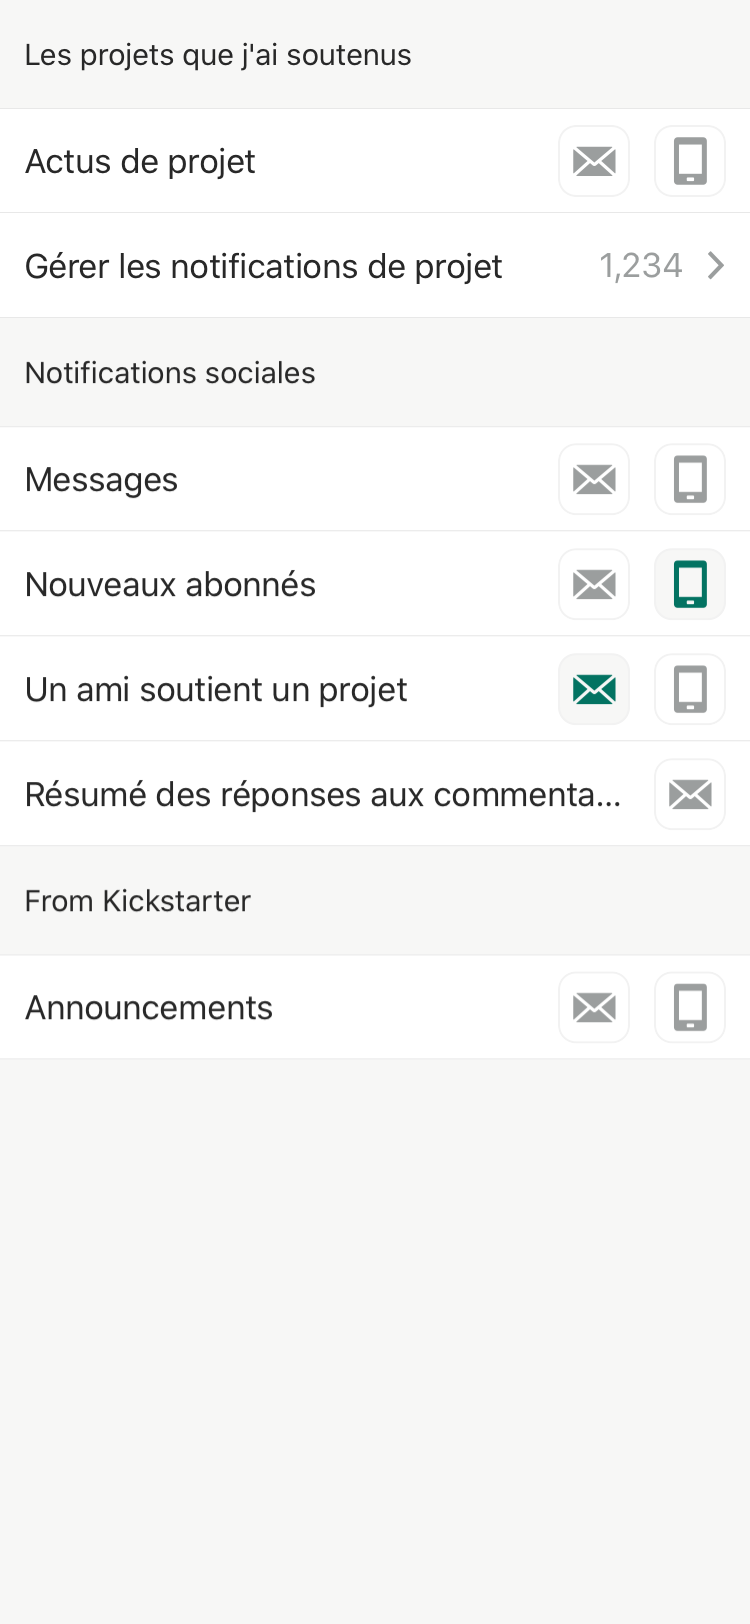 Les projets que j'ai soutenus
Actus de projet
Gérer les notifications de projet 1,234
Notifications sociales
Messages
Nouveaux abonnés
Un ami soutient un projet
Résumé des réponses aux commenta...
From Kickstarter
Announcements